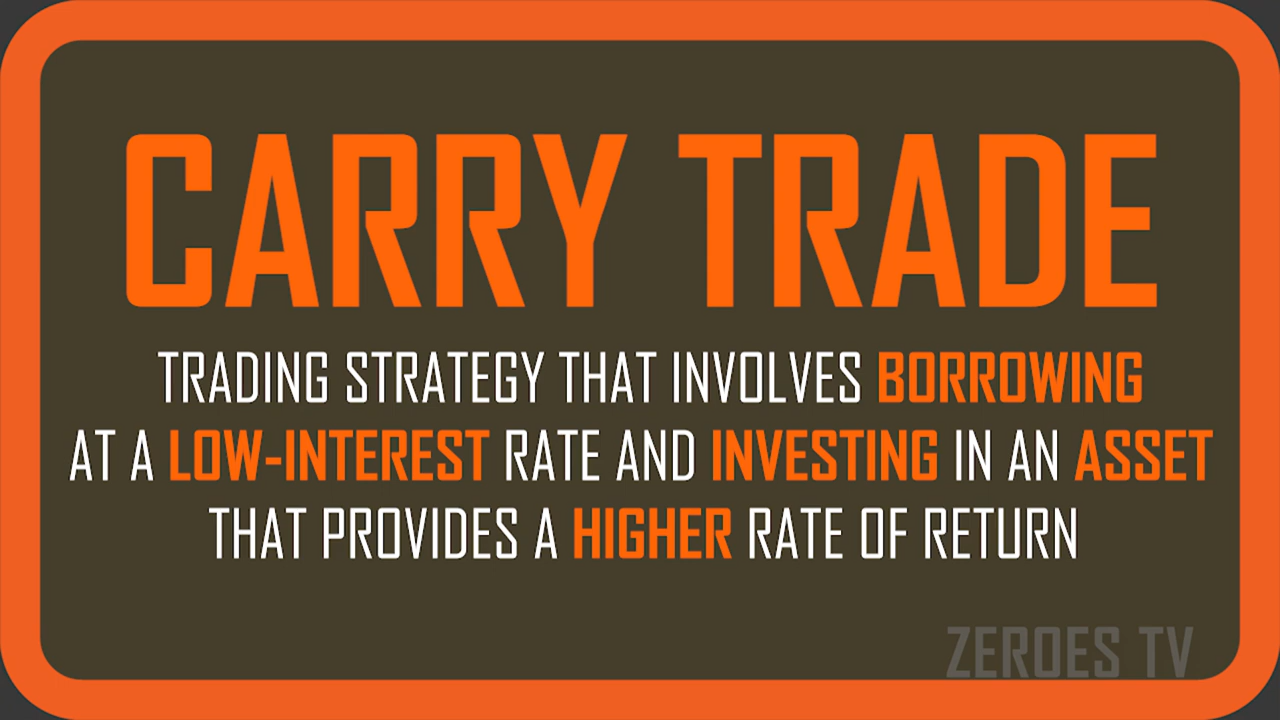 CARRY TRADE
TRADING STRATEGY THAT INVOLVES BORROWING
AT A LOW-INTEREST RATE AND INVESTING IN AN ASSET
THAT PROVIDES A HIGHER RATE OF RETURN
ZEROES TV